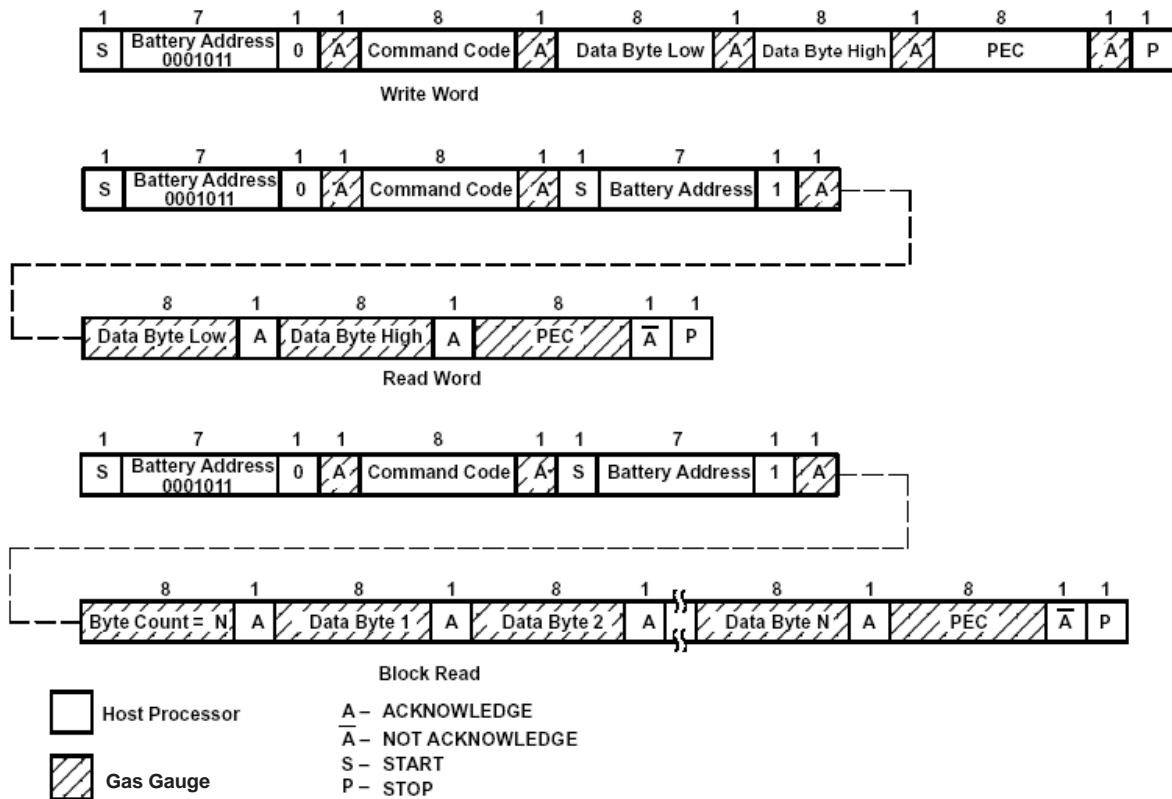 1 7 1 1 8 1 8 1 8 1 8 1 1
S Battery Address 0 A Command Code A Data Byte Low A Data Byte High A PEC A P
0001011
Write Word
1 7 1 1 8 1 1 7 1 1
S Battery Address 0 A Command Code A S Battery Address 1 A
0001011
8 1 8 1 8 1 1
Data Byte Low A Data Byte High A PEC A̅ P
Read Word
1 7 1 1 8 1 1 7 1 1
S Battery Address 0 A Command Code A S Battery Address 1 A
0001011
8 1 8 1 8 1 8 1 8 1 1
Byte Count = N A Data Byte 1 A Data Byte 2 A Data Byte N A PEC A̅ P
Block Read
Host Processor
Gas Gauge
A – ACKNOWLEDGE
A̅ – NOT ACKNOWLEDGE
S – START
P – STOP